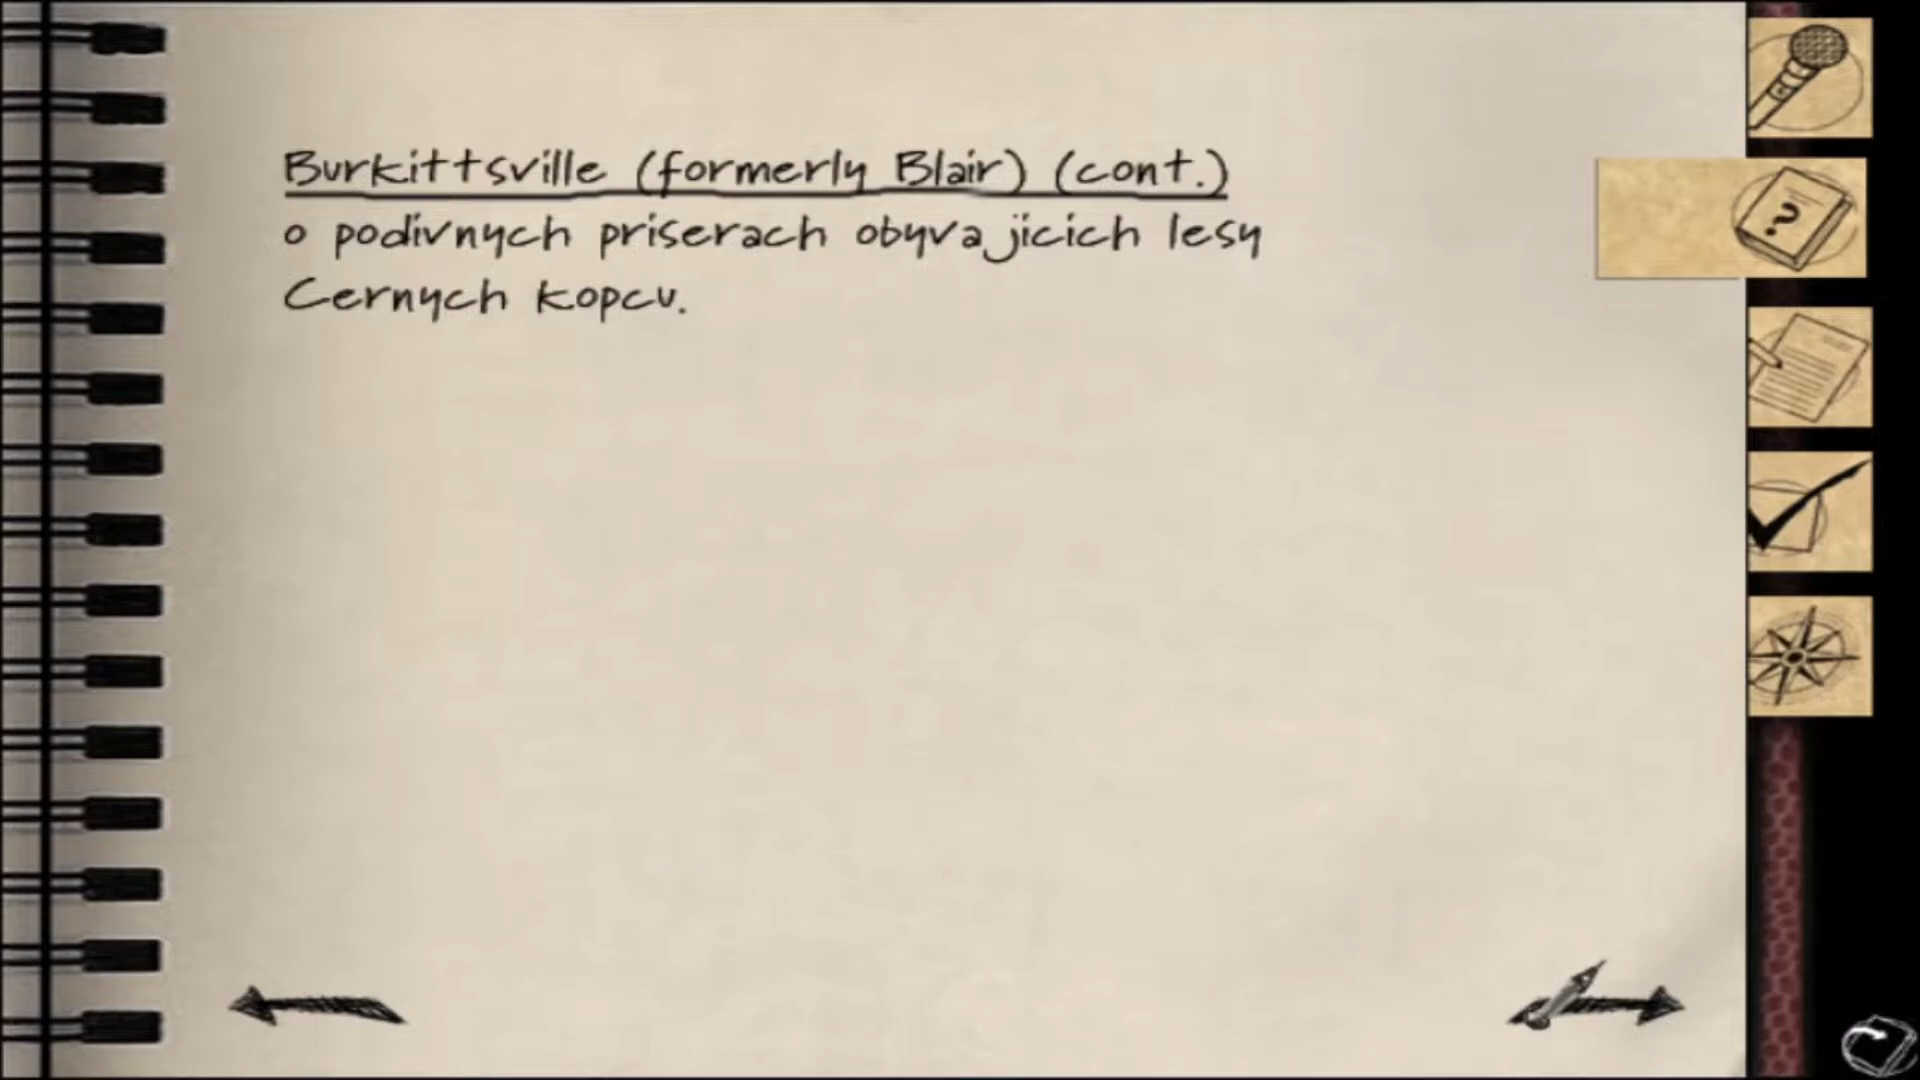 Burkittsville (formerly Blair) (cont.)
o podivnych priserach obyvajicich lesy
Cernych kopcu.
?